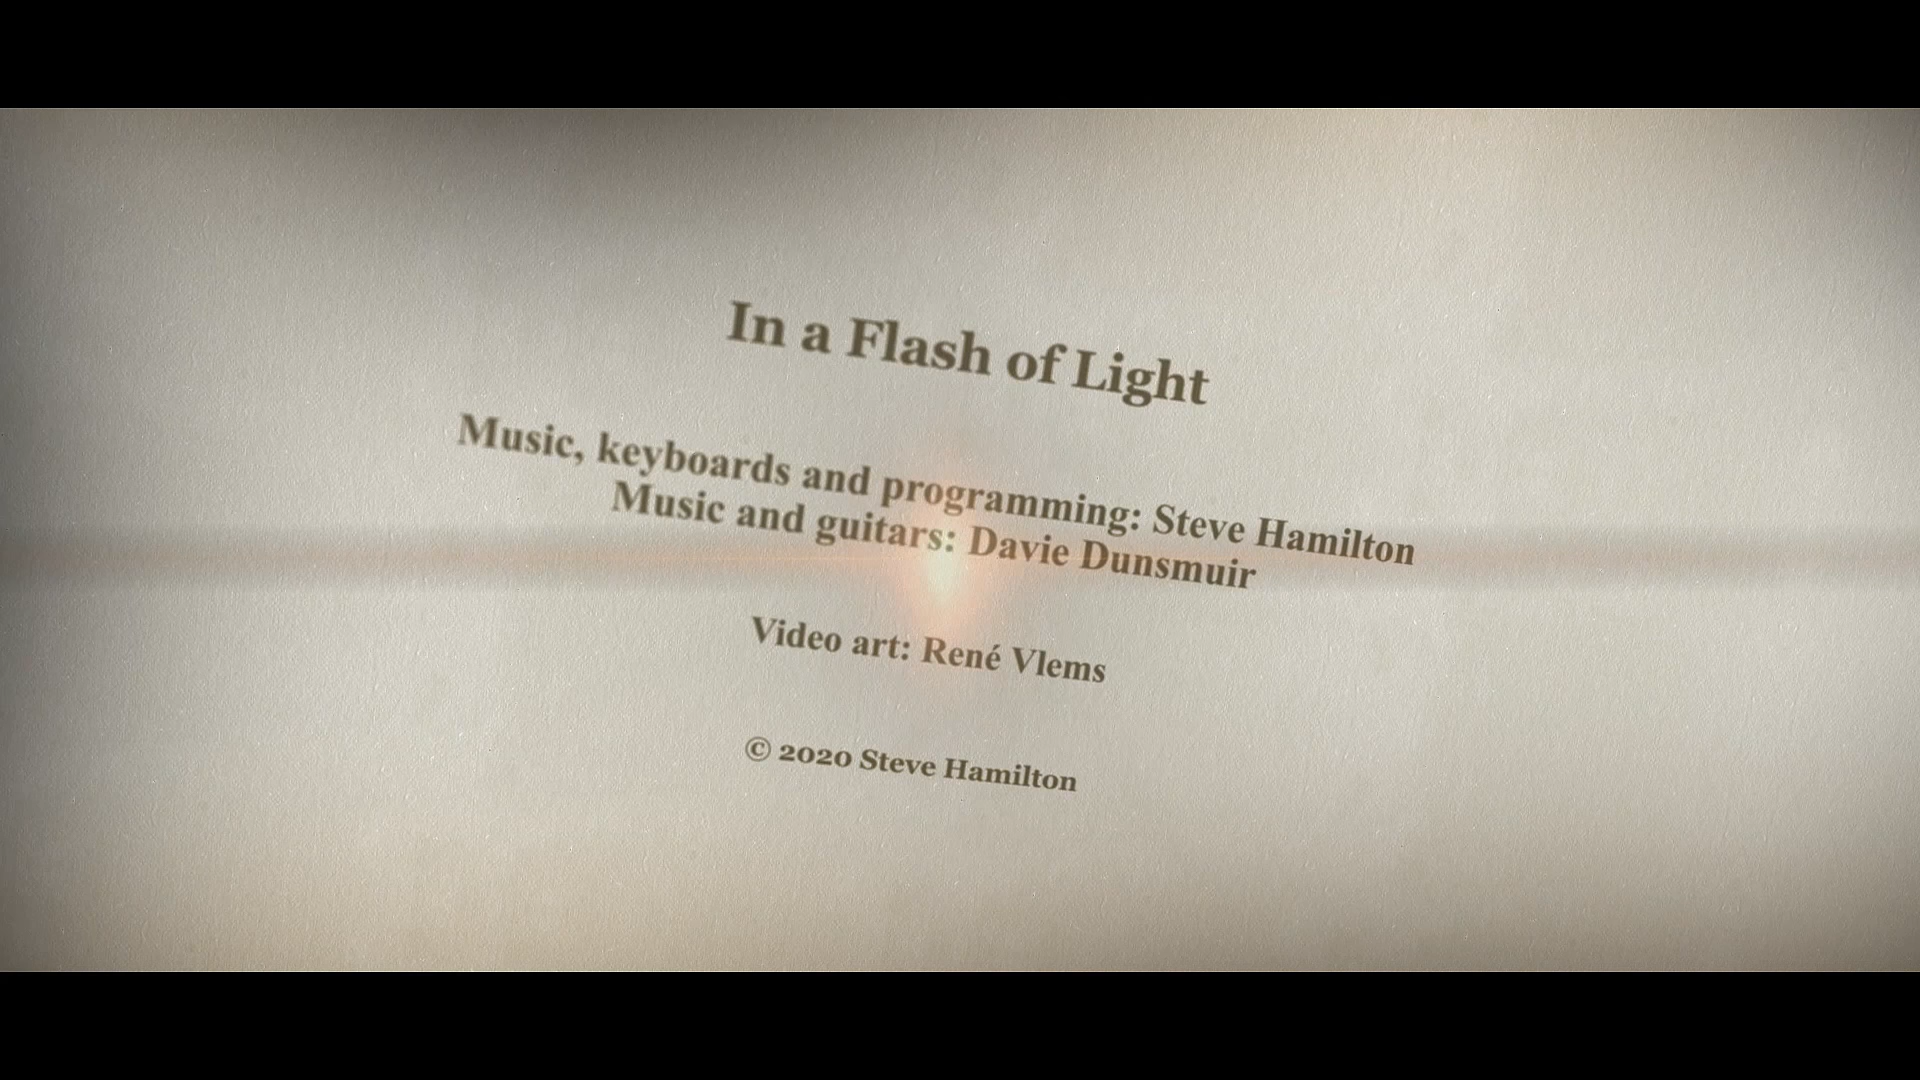 In a Flash of Light
Music, keyboards and programming: Steve Hamilton
Music and guitars: Davie Dunsmuir
Video art: René Vlems
© 2020 Steve Hamilton